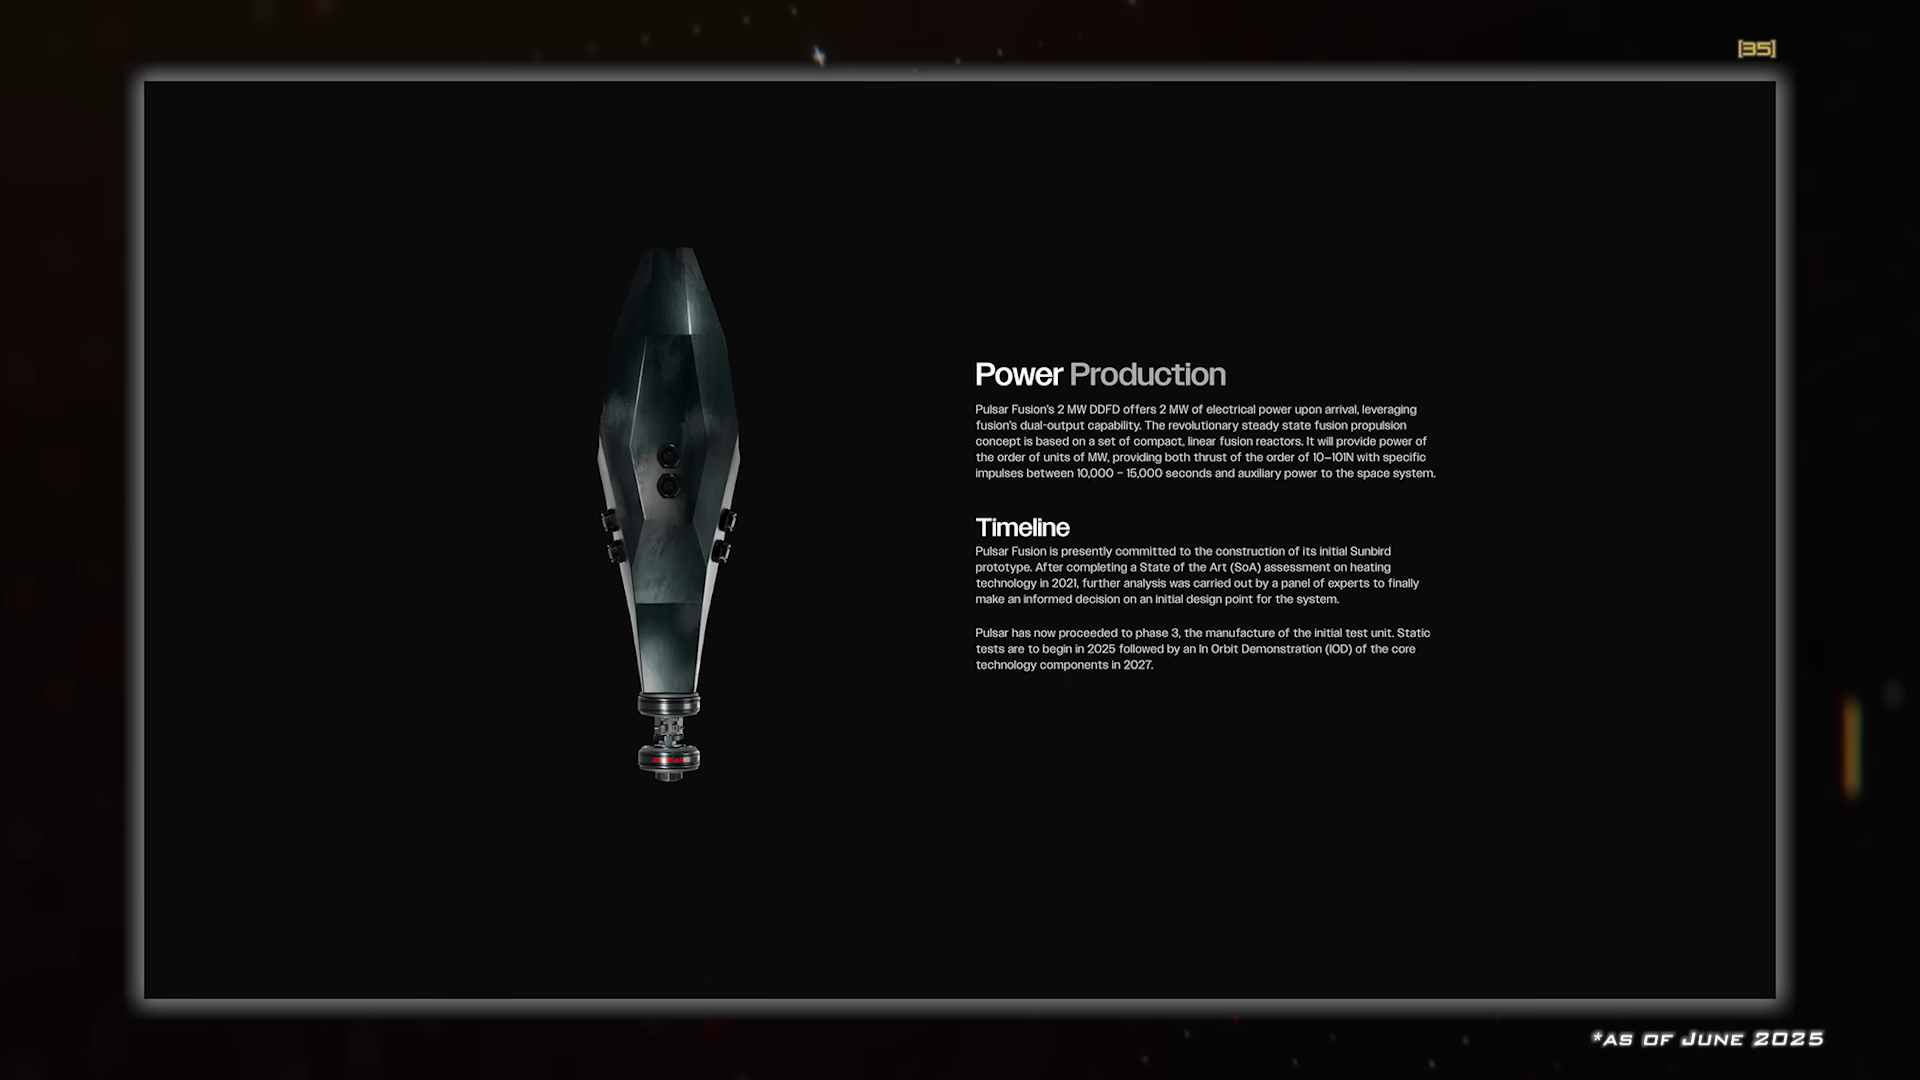 [35]
Power Production
Pulsar Fusion's 2 MW DDFD offers 2 MW of electrical power upon arrival, leveraging
fusion's dual-output capability. The revolutionary steady state fusion propulsion
concept is based on a set of compact, linear fusion reactors. It will provide power of
the order of units of MW, providing both thrust of the order of 10–101N with specific
impulses between 10,000 – 15,000 seconds and auxiliary power to the space system.
Timeline
Pulsar Fusion is presently committed to the construction of its initial Sunbird
prototype. After completing a State of the Art (SoA) assessment on heating
technology in 2021, further analysis was carried out by a panel of experts to finally
make an informed decision on an initial design point for the system.
Pulsar has now proceeded to phase 3, the manufacture of the initial test unit. Static
tests are to begin in 2025 followed by an In Orbit Demonstration (IOD) of the core
technology components in 2027.
*AS OF JUNE 2025